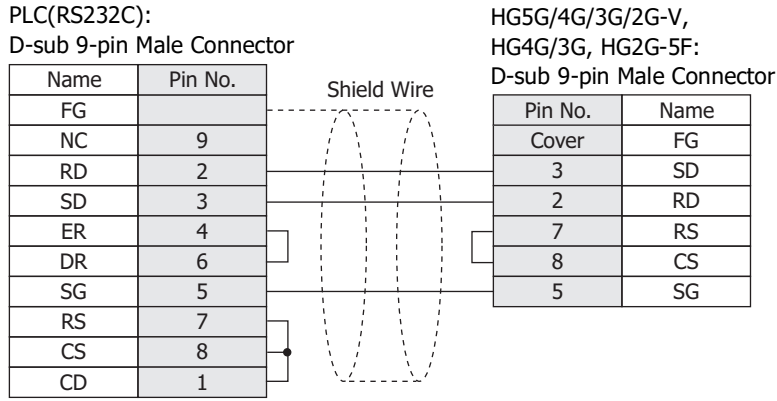 PLC(RS232C):
D-sub 9-pin Male Connector
Name Pin No.
FG
NC 9
RD 2
SD 3
ER 4
DR 6
SG 5
RS 7
CS 8
CD 1
Shield Wire
HG5G/4G/3G/2G-V,
HG4G/3G, HG2G-5F:
D-sub 9-pin Male Connector
Pin No. Name
Cover FG
3 SD
2 RD
7 RS
8 CS
5 SG